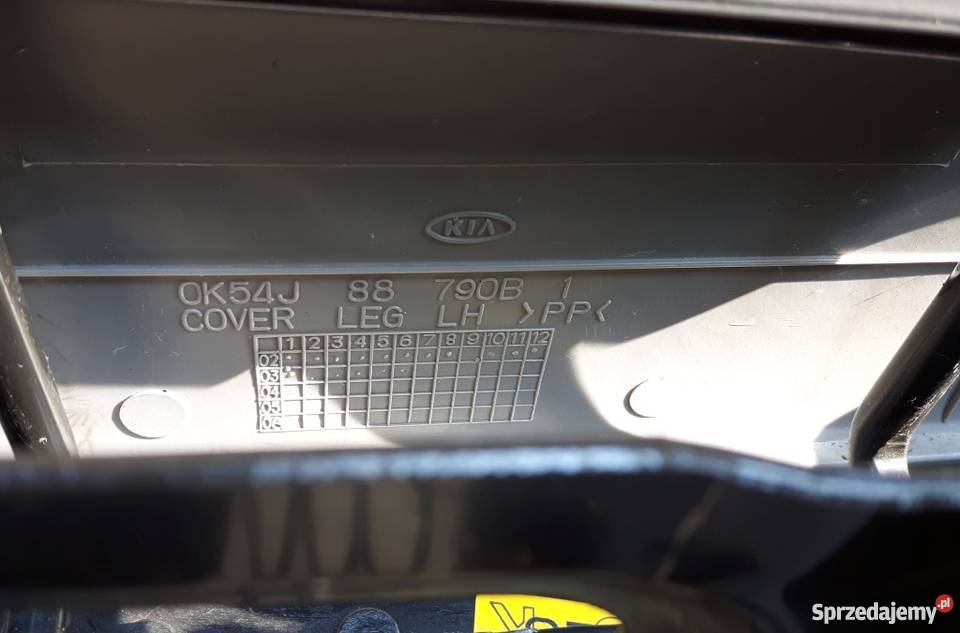 KIA
0K54J 88 790B 1
COVER LEG LH >PP<
1 2 3 4 5 6 7 8 9 10 11 12
02
03
04
05
06
Sprzedajemy.pl